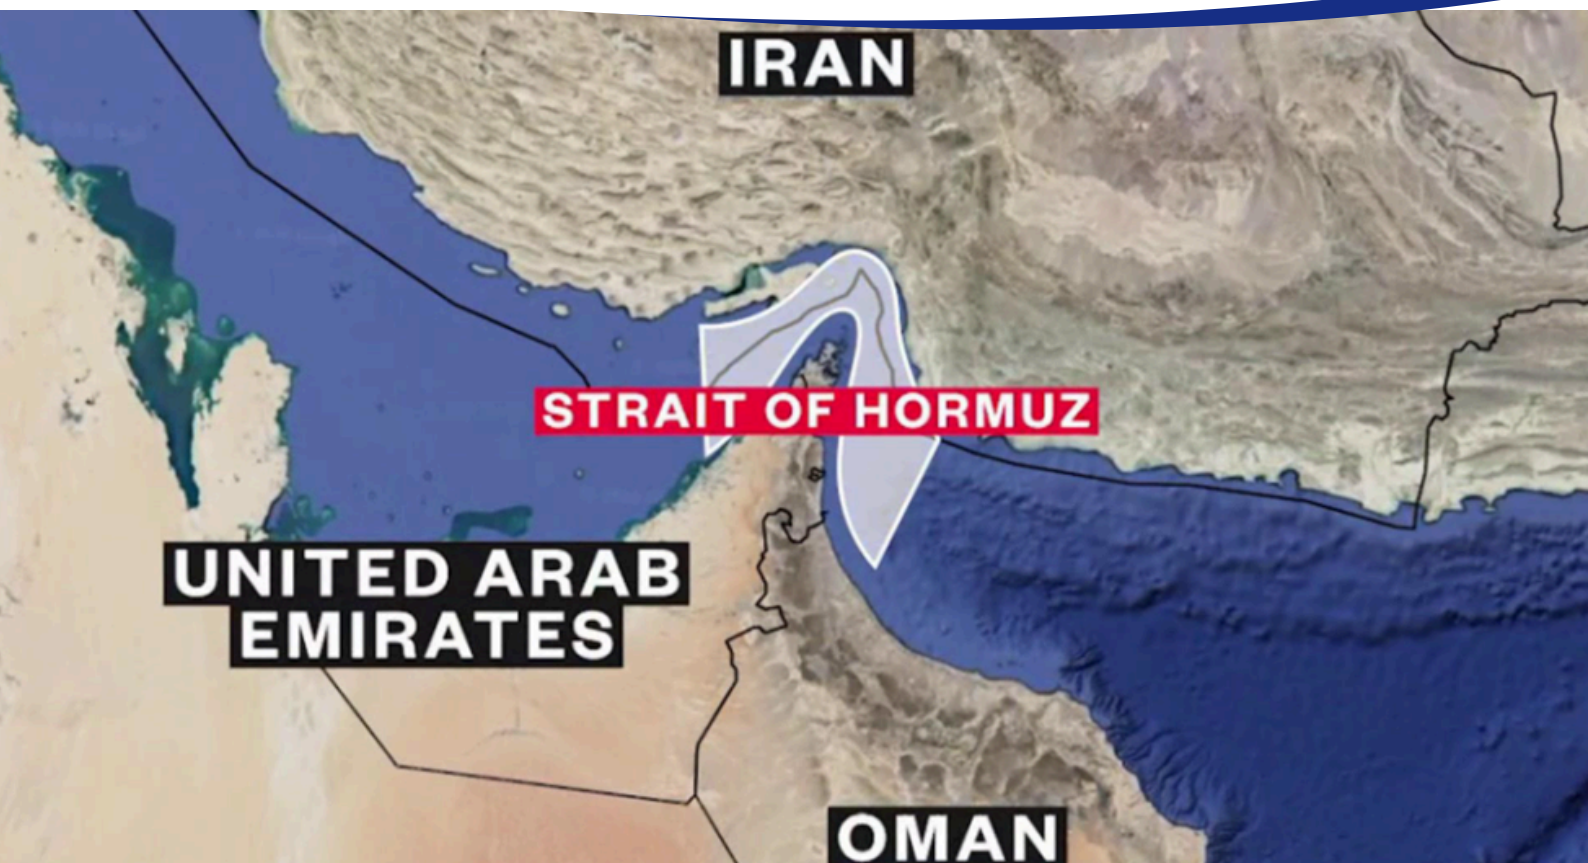 IRAN
STRAIT OF HORMUZ
UNITED ARAB
EMIRATES
OMAN